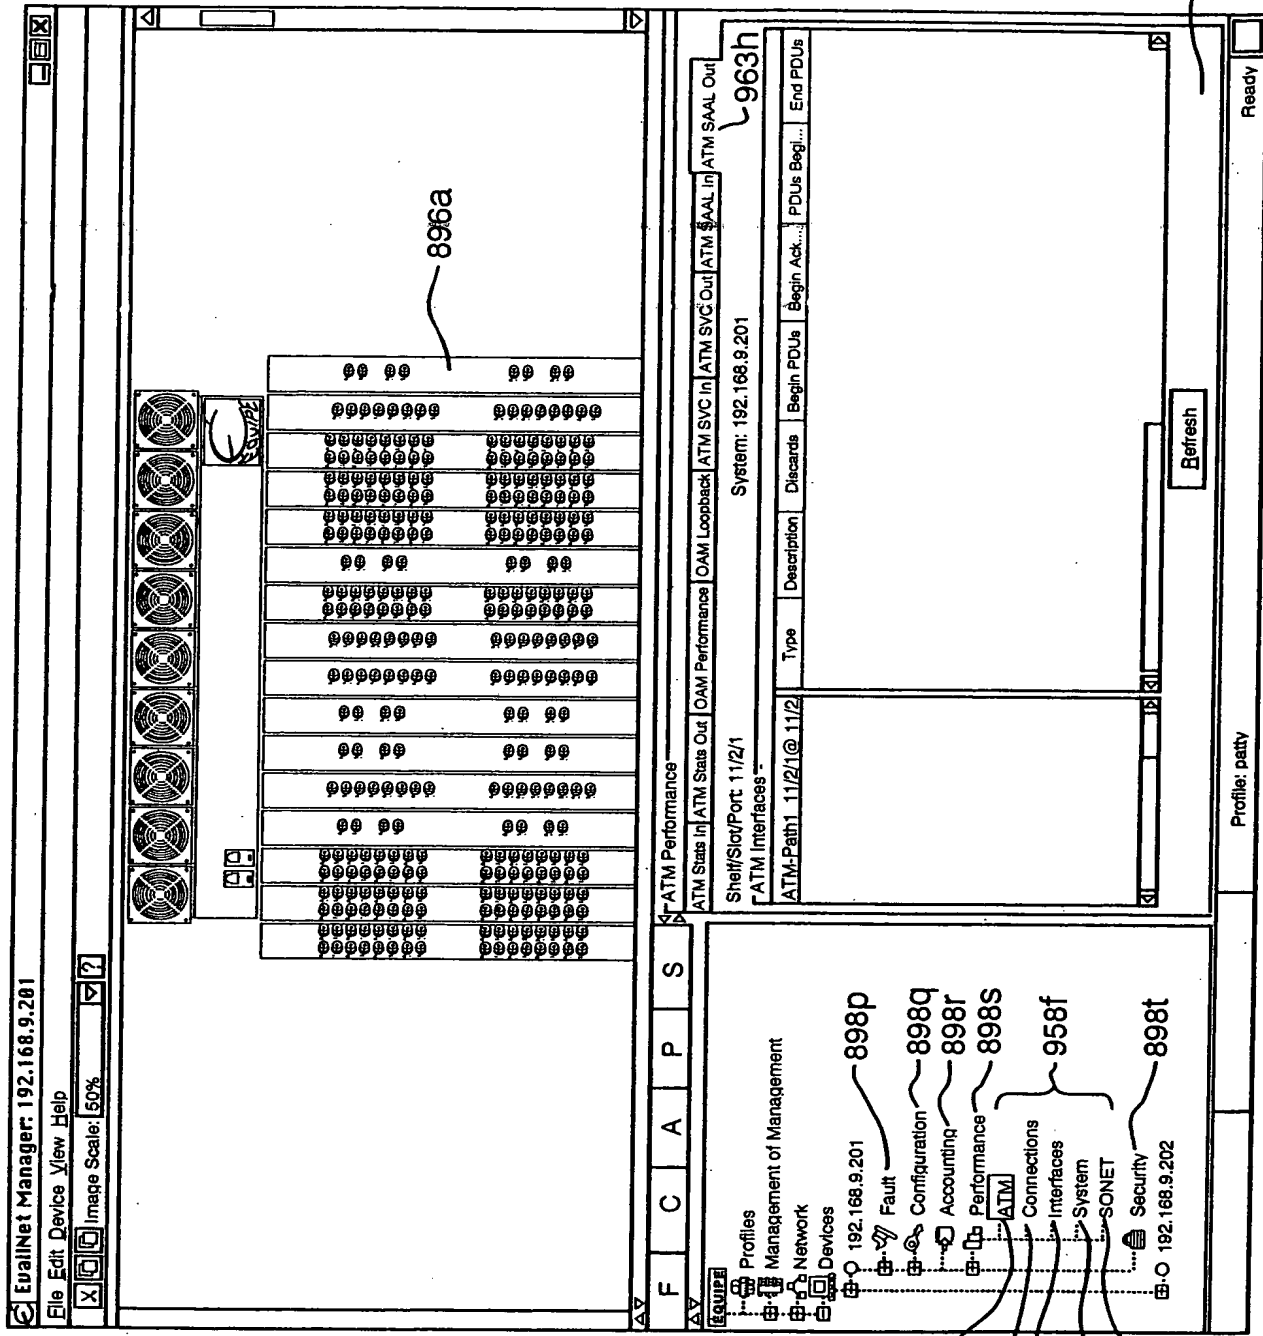 EvallNet Manager: 192.168.9.201
File Edit Device View Help
X Image Scale: 50% ?
EQUIPE
896a
F C A P S
EQUIPE
Profiles
Management of Management
Network
Devices
192.168.9.201
898p
Fault
Configuration
898q
Accounting
898r
Performance
898s
ATM
Connections
Interfaces
System
SONET
958f
Security
898t
192.168.9.202
ATM Performance
ATM Stats In ATM Stats Out OAM Performance OAM Loopback ATM SVC In ATM SVC Out ATM SAAL In ATM SAAL Out
963h
Shelf/Slot/Port: 11/2/1 System: 192.168.9.201
ATM Interfaces
ATM-Path1 11/2/1@ 11/2/
Type Description Discards Begin PDUs Begin Ack... PDUs Begi... End PDUs
Refresh
Profile: patty Ready